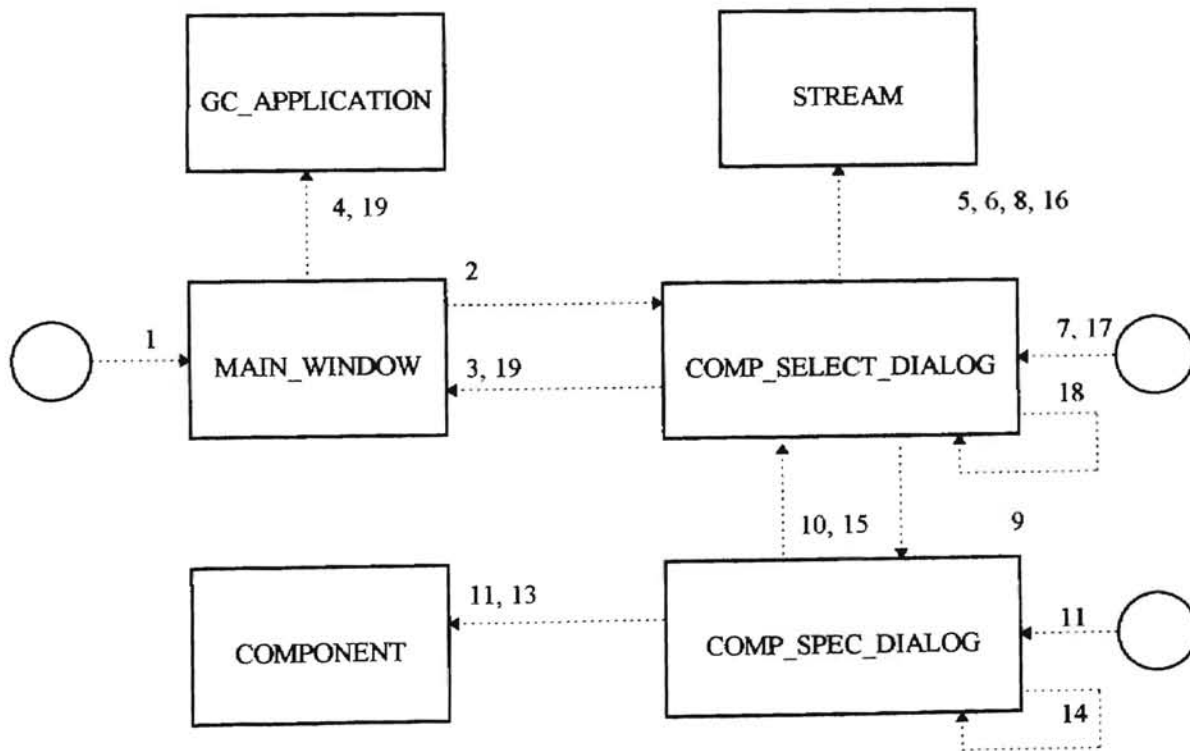 GC_APPLICATION
STREAM
4, 19
5, 6, 8, 16
2
1
MAIN_WINDOW
3, 19
COMP_SELECT_DIALOG
7, 17
18
10, 15
9
COMPONENT
11, 13
COMP_SPEC_DIALOG
11
14